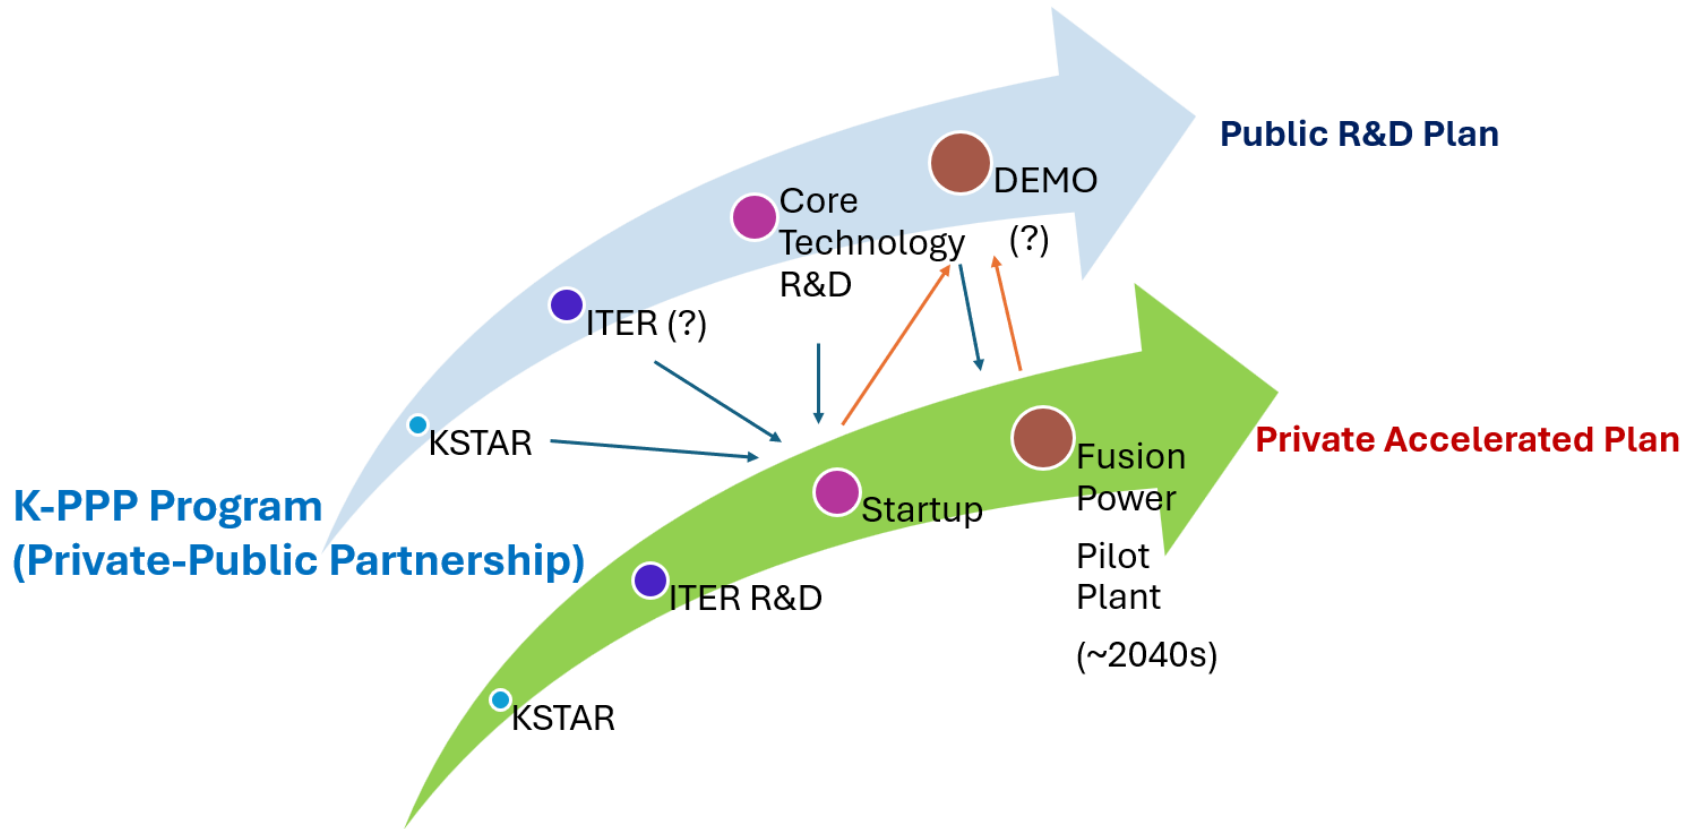 Public R&D Plan
DEMO
(?)
Core
Technology
R&D
ITER (?)
KSTAR
K-PPP Program
(Private-Public Partnership)
Private Accelerated Plan
Fusion
Power
Pilot
Plant
(~2040s)
Startup
ITER R&D
KSTAR